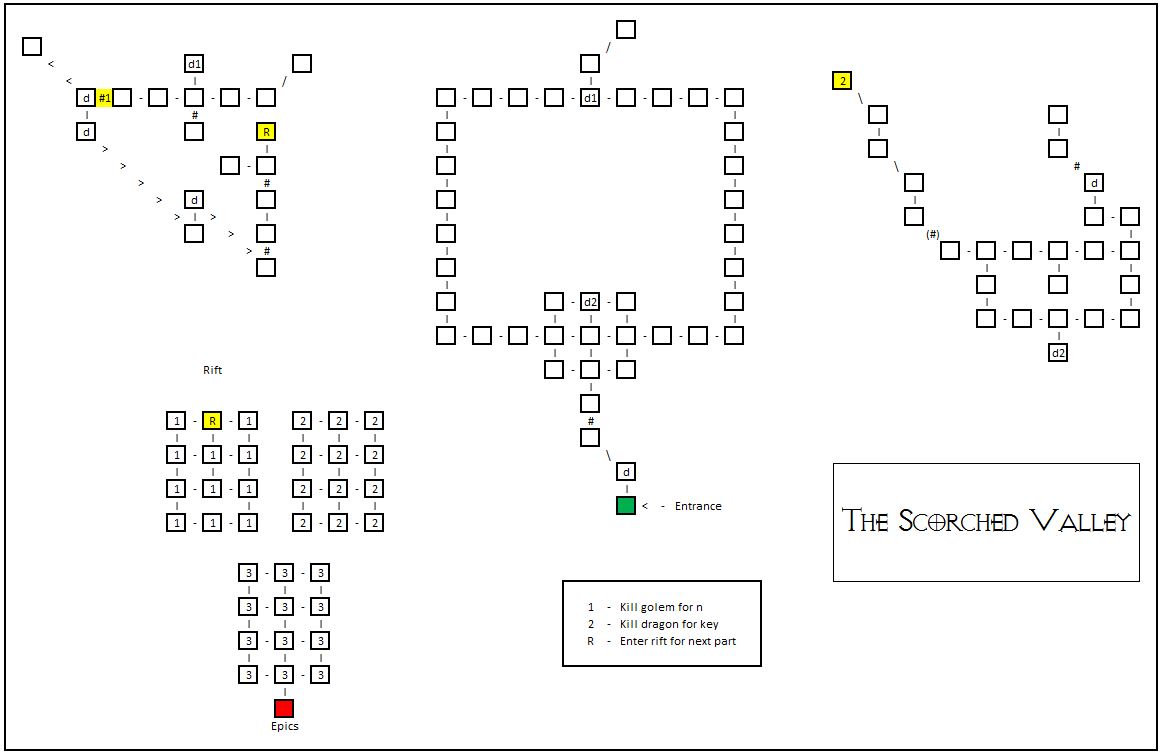 <
/
d1
<
/
2
d #1 - - - - -
/
- - - - d1 - - - -
\
#
d
R
>
>
-
#
\
#
>
d
>
d
> >
-
>
(#)
> #
- - - - -
- d2 -
- - - - - - - -
- - - -
Rift
- -
d2
1 - R - 1
2 - 2 - 2
#
1 - 1 - 1
2 - 2 - 2
\
d
1 - 1 - 1
2 - 2 - 2
< - Entrance
1 - 1 - 1
2 - 2 - 2
The Scorched Valley
3 - 3 - 3
3 - 3 - 3
3 - 3 - 3
3 - 3 - 3
Epics
1 - Kill golem for n
2 - Kill dragon for key
R - Enter rift for next part